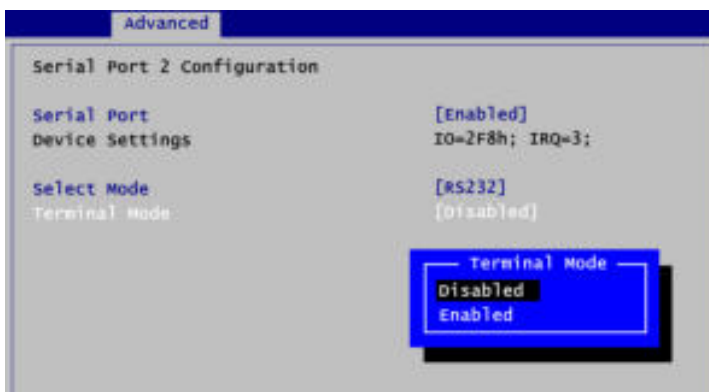 Advanced
Serial Port 2 Configuration
Serial Port [Enabled]
Device Settings IO=2F8h; IRQ=3;
Select Mode [RS232]
Terminal Mode [Disabled]
Terminal Mode
Disabled
Enabled